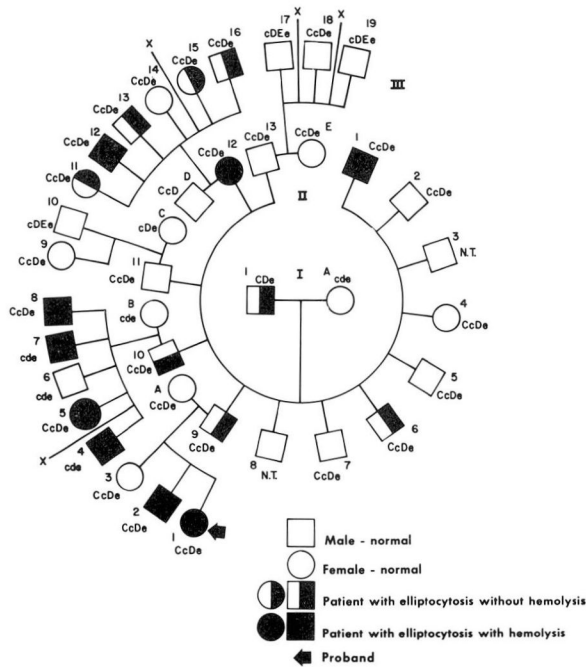 17 X 18 X 19
cDEe CcDe cDEe
III
X 16
15 CcDe
14 CcDe
CcDe
13
CcDe
12
CcDe
11
CcDe
13 E
CcDe CcDe
12
CcDe
D
CcD
II
1
CcDe
2
CcDe
3
N.T.
4
CcDe
5
CcDe
6
CcDe
7
CcDe
8
N.T.
9
CcDe
10
CcDe
11
CcDe
I
1 A
CDe cde
10
cDEe
C
cDe
9
CcDe
B
cde
8
CcDe
7
cde
6
cde
5
CcDe
X
4
cde
A
CcDe
3
CcDe
2
CcDe
1
CcDe
Male - normal
Female - normal
Patient with elliptocytosis without hemolysis
Patient with elliptocytosis with hemolysis
Proband